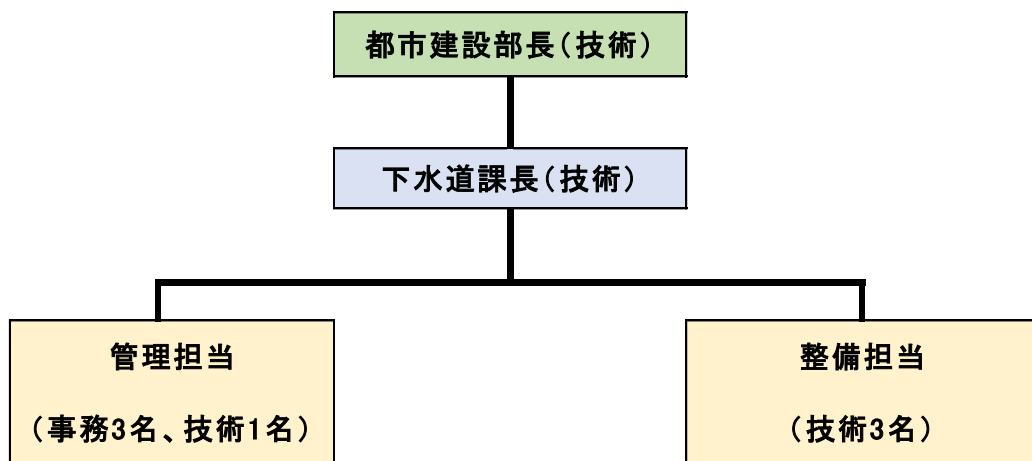 都市建設部長（技術）
下水道課長（技術）
管理担当
（事務3名、技術1名）
整備担当
（技術3名）